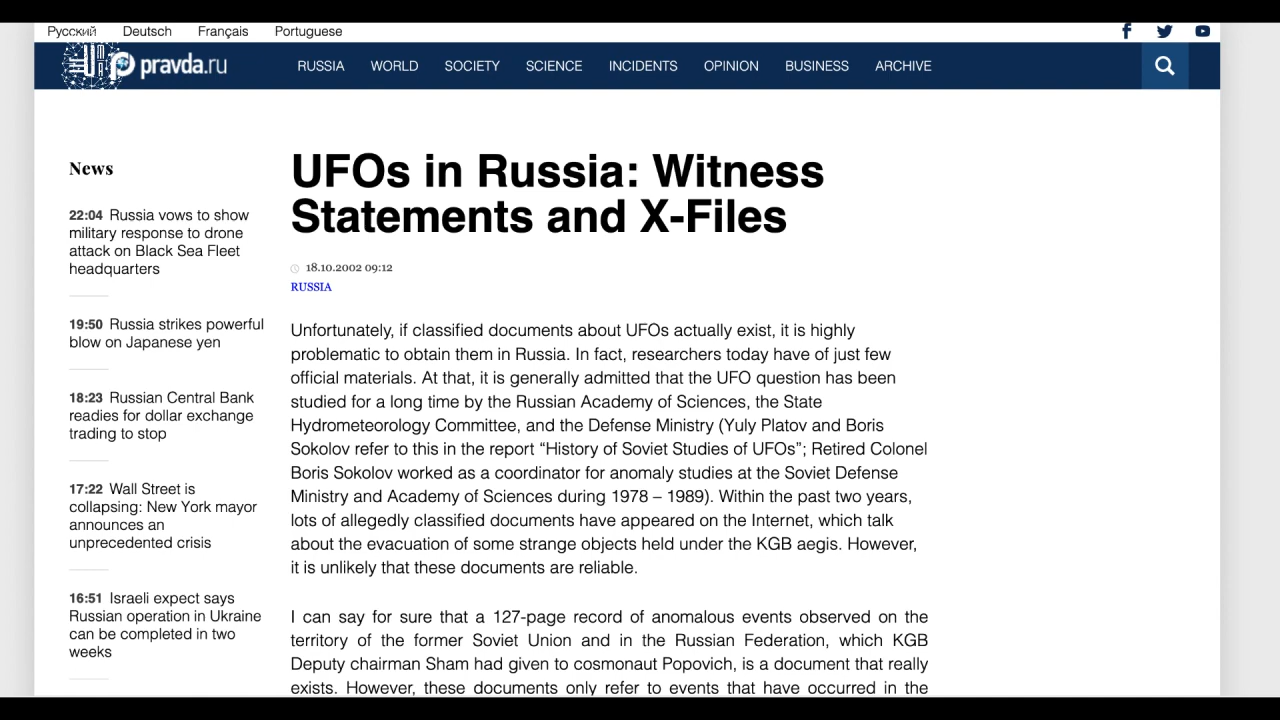 Русский Deutsch Français Portuguese
pravda.ru RUSSIA WORLD SOCIETY SCIENCE INCIDENTS OPINION BUSINESS ARCHIVE
News
22:04 Russia vows to show
military response to drone
attack on Black Sea Fleet
headquarters
19:50 Russia strikes powerful
blow on Japanese yen
18:23 Russian Central Bank
readies for dollar exchange
trading to stop
17:22 Wall Street is
collapsing: New York mayor
announces an
unprecedented crisis
16:51 Israeli expect says
Russian operation in Ukraine
can be completed in two
weeks
UFOs in Russia: Witness
Statements and X-Files
18.10.2002 09:12
RUSSIA
Unfortunately, if classified documents about UFOs actually exist, it is highly
problematic to obtain them in Russia. In fact, researchers today have of just few
official materials. At that, it is generally admitted that the UFO question has been
studied for a long time by the Russian Academy of Sciences, the State
Hydrometeorology Committee, and the Defense Ministry (Yuly Platov and Boris
Sokolov refer to this in the report “History of Soviet Studies of UFOs”; Retired Colonel
Boris Sokolov worked as a coordinator for anomaly studies at the Soviet Defense
Ministry and Academy of Sciences during 1978 – 1989). Within the past two years,
lots of allegedly classified documents have appeared on the Internet, which talk
about the evacuation of some strange objects held under the KGB aegis. However,
it is unlikely that these documents are reliable.
I can say for sure that a 127-page record of anomalous events observed on the
territory of the former Soviet Union and in the Russian Federation, which KGB
Deputy chairman Sham had given to cosmonaut Popovich, is a document that really
exists. However, these documents only refer to events that have occurred in the